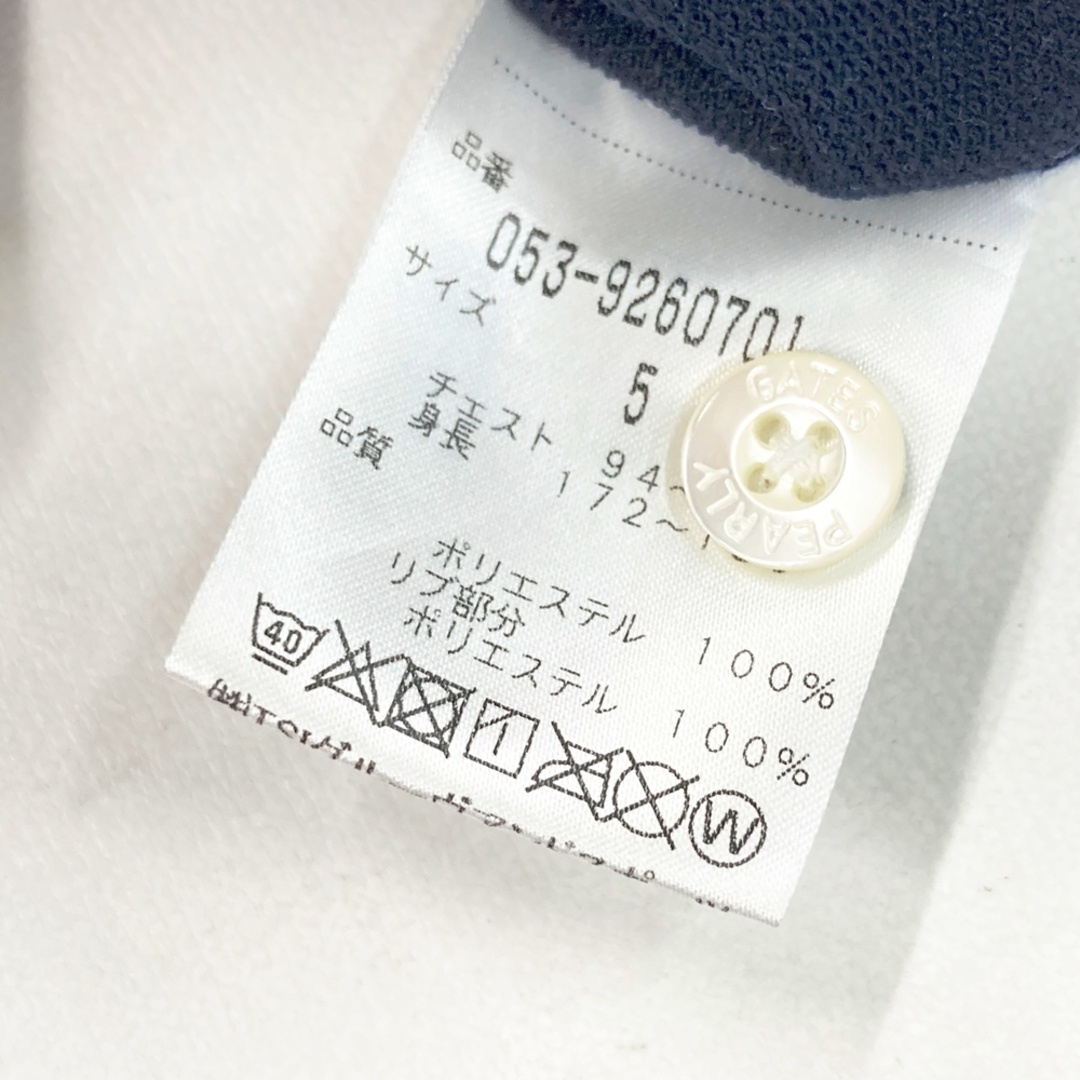 品番
053-9260701
サイズ
5
チェスト 94~
身長 172~
品質
ポリエステル 100%
リブ部分
ポリエステル 100%
40
1
W
GATES
PEARLY